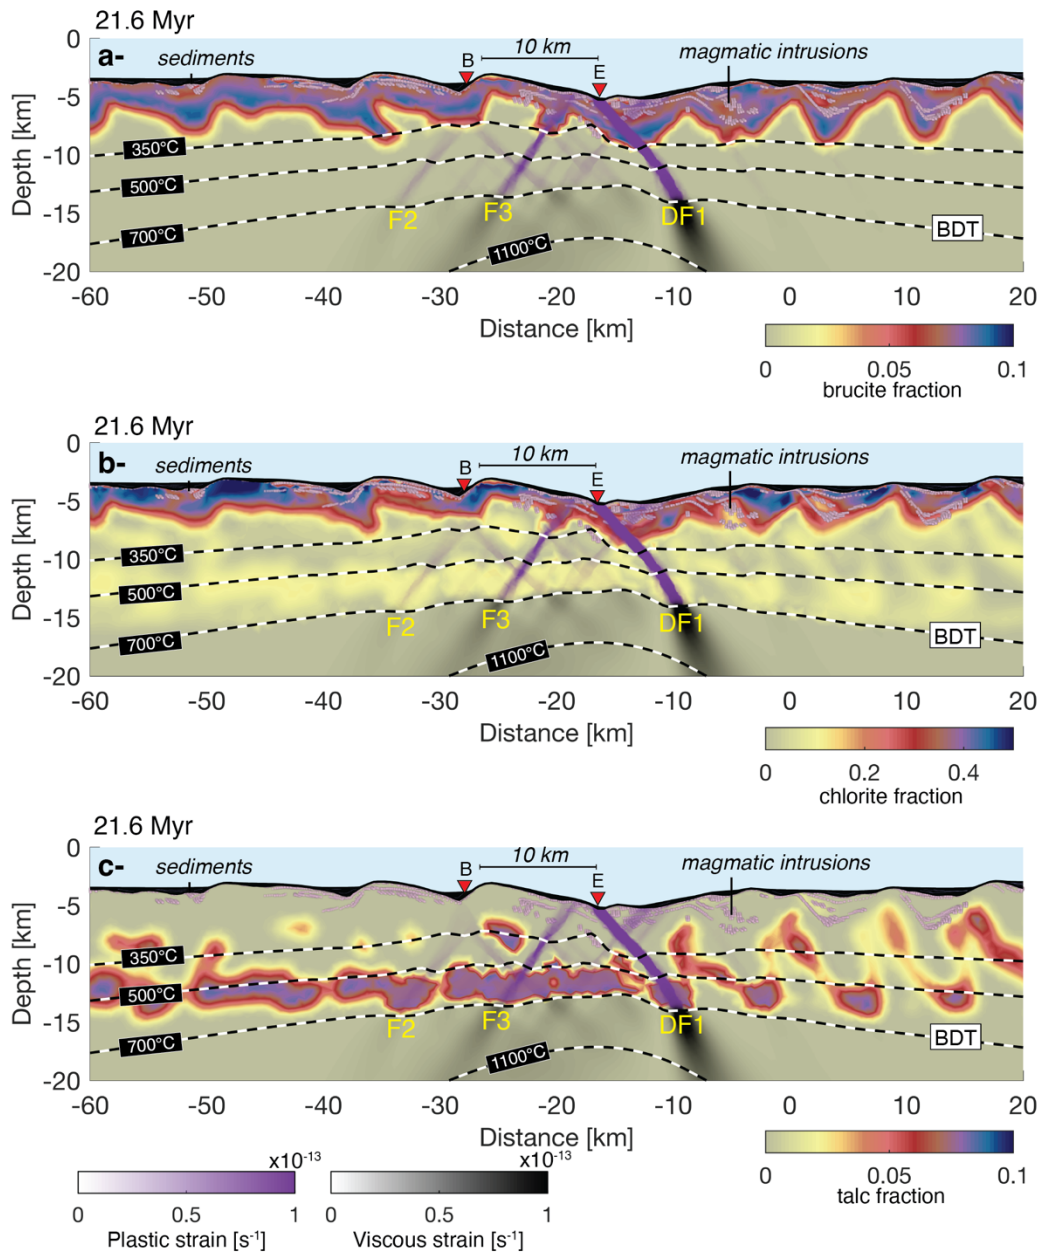 21.6 Myr
a-
sediments
B
10 km
E
magmatic intrusions
0
-5
-10
-15
-20
Depth [km]
350°C
500°C
700°C
1100°C
F2
F3
DF1
BDT
-60 -50 -40 -30 -20 -10 0 10 20
Distance [km]
0 0.05 0.1
brucite fraction
21.6 Myr
b-
sediments
B
10 km
E
magmatic intrusions
0
-5
-10
-15
-20
Depth [km]
350°C
500°C
700°C
1100°C
F2
F3
DF1
BDT
-60 -50 -40 -30 -20 -10 0 10 20
Distance [km]
0 0.2 0.4
chlorite fraction
21.6 Myr
c-
sediments
B
10 km
E
magmatic intrusions
0
-5
-10
-15
-20
Depth [km]
350°C
500°C
700°C
1100°C
F2
F3
DF1
BDT
-60 -50 -40 -30 -20 -10 0 10 20
Distance [km]
0 0.05 0.1
talc fraction
x10⁻¹³
0 0.5 1
Plastic strain [s⁻¹]
x10⁻¹³
0 0.5 1
Viscous strain [s⁻¹]